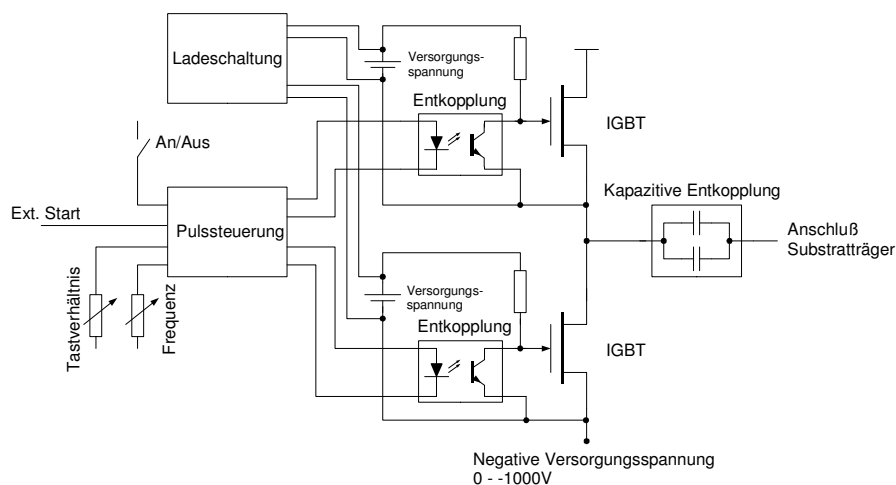 Ladeschaltung
Versorgungs-
spannung
Entkopplung
IGBT
An/Aus
Kapazitive Entkopplung
Ext. Start
Pulssteuerung
Anschluß
Substratträger
Tastverhältnis
Frequenz
Versorgungs-
spannung
Entkopplung
IGBT
Negative Versorgungsspannung
0 - -1000V